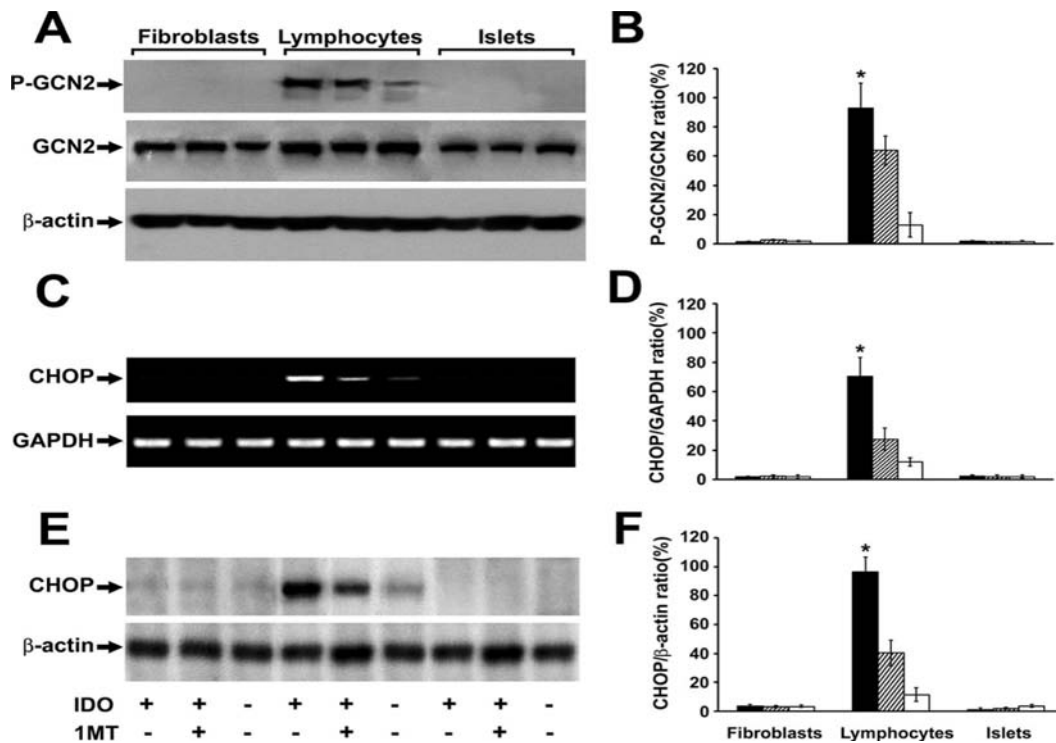 A
Fibroblasts Lymphocytes Islets
P-GCN2
GCN2
β-actin
B
P-GCN2/GCN2 ratio(%)
120
100
80
60
40
20
0
*
C
CHOP
GAPDH
D
CHOP/GAPDH ratio(%)
120
100
80
60
40
20
0
*
E
CHOP
β-actin
IDO + + - + + - + + -
1MT - + - - + - - + -
F
CHOP/β-actin ratio(%)
120
100
80
60
40
20
0
*
Fibroblasts Lymphocytes Islets